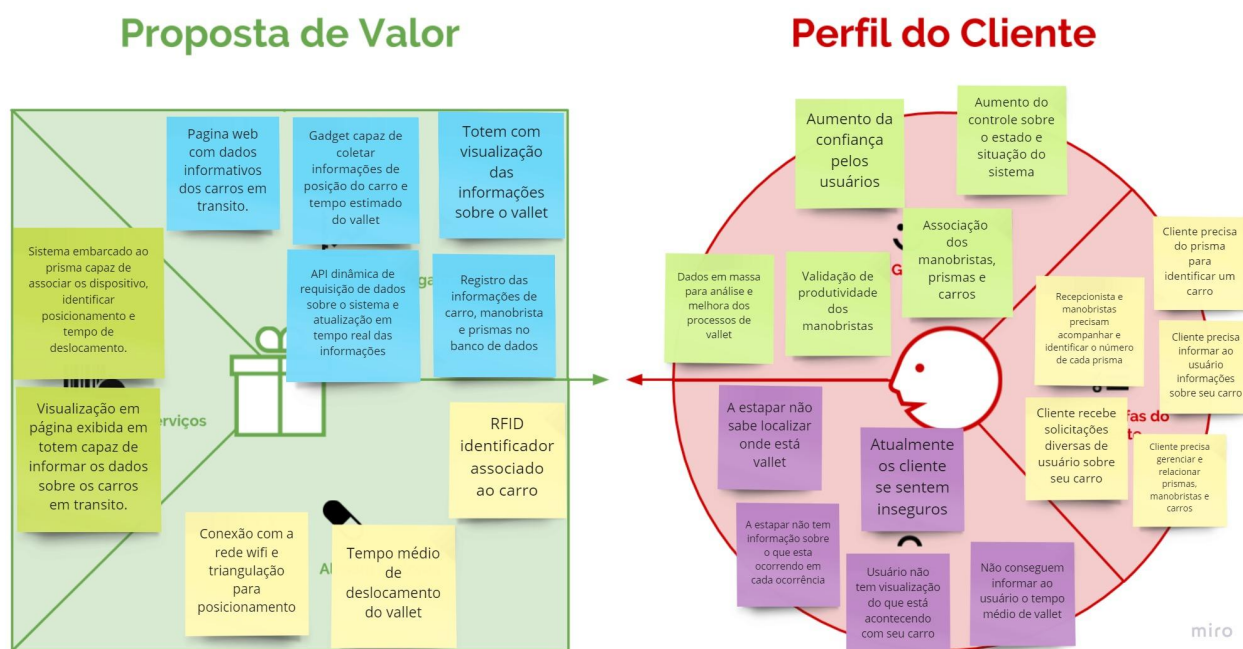 Proposta de Valor
Perfil do Cliente
Pagina web
com dados
informativos
dos carros em
transito.
Gadget capaz de
coletar
informações de
posição do carro e
tempo estimado
do vallet
Totem com
visualização
das
informações
sobre o vallet
Sistema embarcado ao
prisma capaz de
associar os dispositivo,
identificar
posicionamento e
tempo de
deslocamento.
API dinâmica de
requisição de dados
sobre o sistema e
atualização em
tempo real das
informações
Registro das
informações de
carro, manobrista
e prismas no
banco de dados
Visualização em
página exibida em
totem capaz de
informar os dados
sobre os carros
em transito.
RFID
identificador
associado
ao carro
Conexão com a
rede wifi e
triangulação
para
posicionamento
Tempo médio
de
deslocamento
do vallet
Aumento da
confiança
pelos
usuários
Aumento do
controle sobre
o estado e
situação do
sistema
Dados em massa
para análise e
melhora dos
processos de
vallet
Validação de
produtividade
dos
manobristas
Associação
dos
manobristas,
prismas e
carros
Cliente precisa
do prisma
para
identificar um
carro
Recepcionista e
manobristas
precisam
acompanhar e
identificar o número
de cada prisma
Cliente precisa
informar ao
usuário
informações
sobre seu carro
Cliente recebe
solicitações
diversas de
usuário sobre
seu carro
Cliente precisa
gerenciar e
relacionar
prismas,
manobristas e
carros
A estapar não
sabe localizar
onde está
vallet
Atualmente
os cliente
se sentem
inseguros
A estapar não tem
informação sobre
o que esta
ocorrendo em
cada ocorrência
Usuário não
tem visualização
do que está
acontecendo
com seu carro
Não conseguem
informar ao
usuário o tempo
médio de vallet
miro